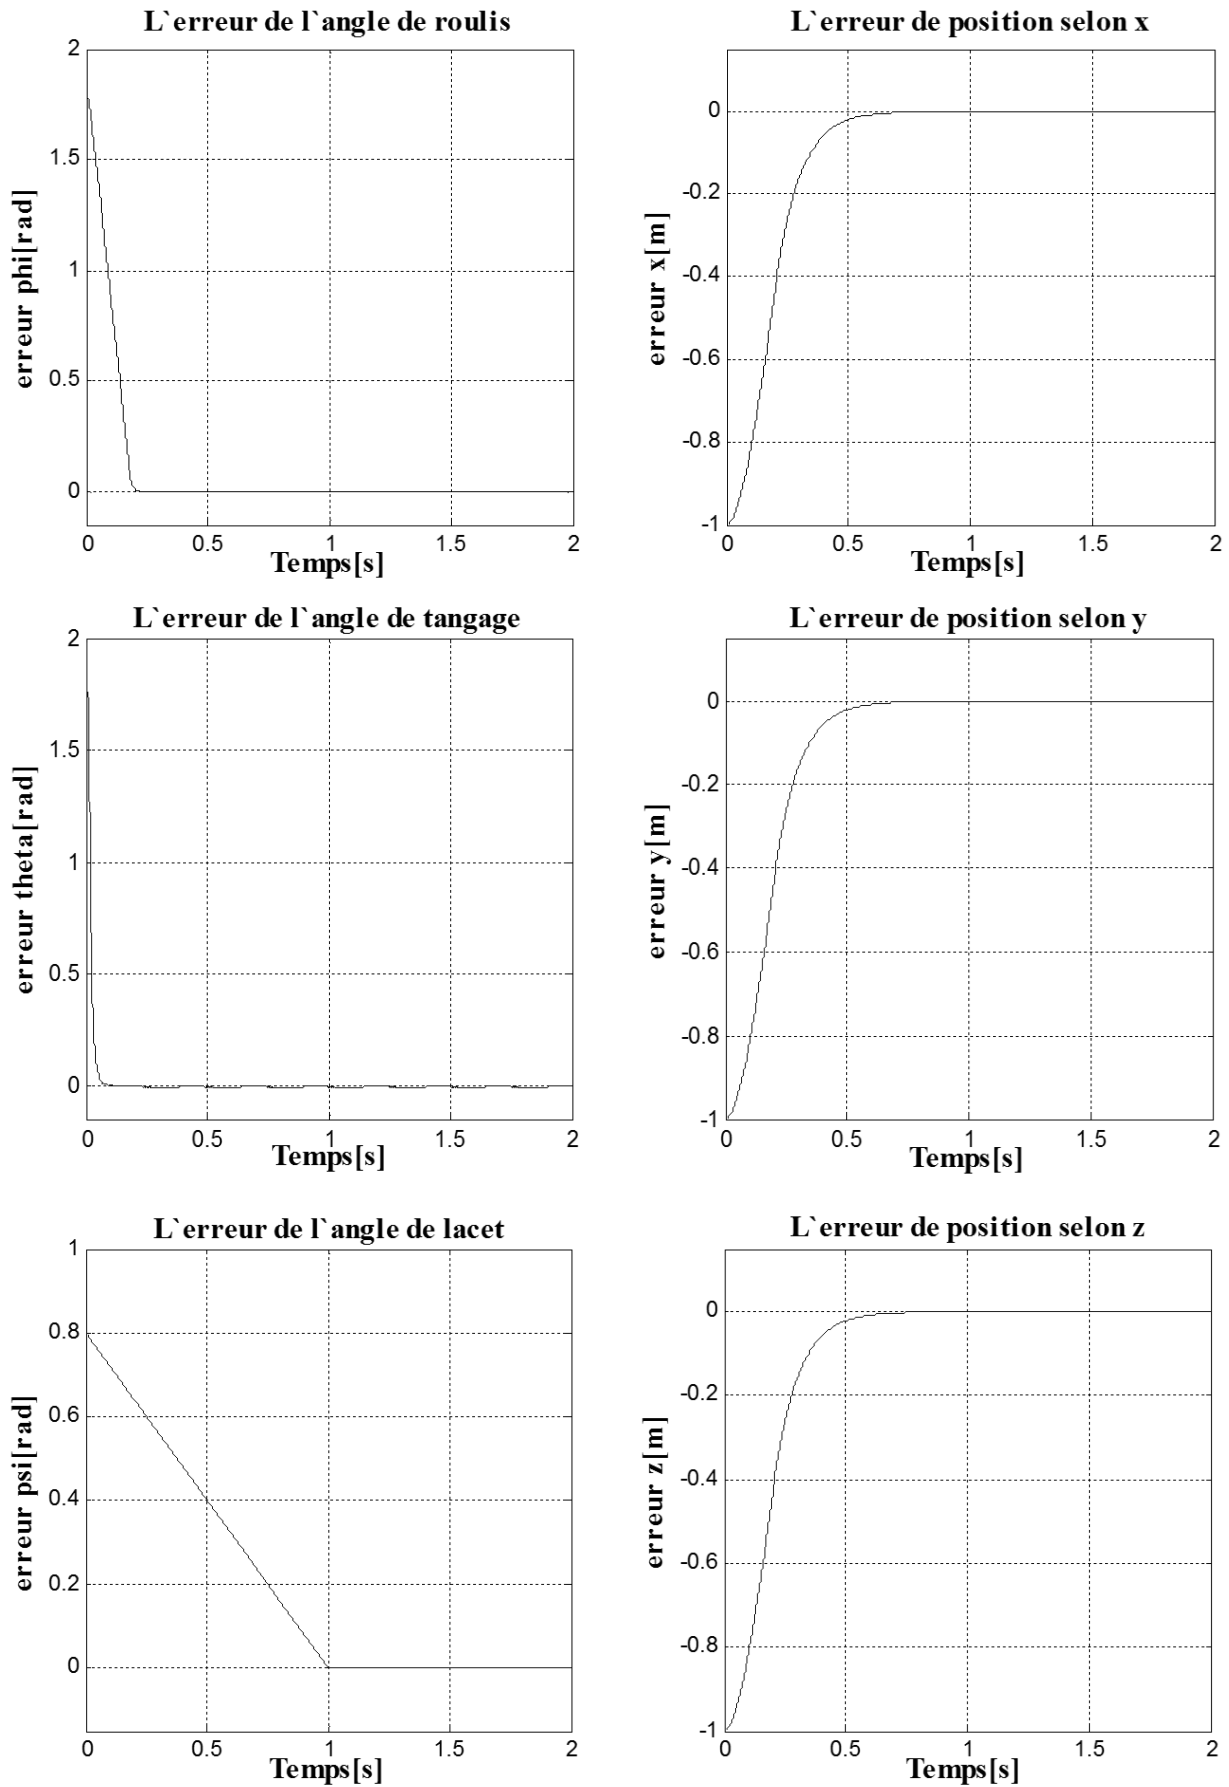 L`erreur de l`angle de roulis
2
1.5
1
0.5
0
erreur phi[rad]
0 0.5 1 1.5 2
Temps[s]
L`erreur de position selon x
0
-0.2
-0.4
-0.6
-0.8
-1
erreur x[m]
0 0.5 1 1.5 2
Temps[s]
L`erreur de l`angle de tangage
2
1.5
1
0.5
0
erreur theta[rad]
0 0.5 1 1.5 2
Temps[s]
L`erreur de position selon y
0
-0.2
-0.4
-0.6
-0.8
-1
erreur y[m]
0 0.5 1 1.5 2
Temps[s]
L`erreur de l`angle de lacet
1
0.8
0.6
0.4
0.2
0
erreur psi[rad]
0 0.5 1 1.5 2
Temps[s]
L`erreur de position selon z
0
-0.2
-0.4
-0.6
-0.8
-1
erreur z[m]
0 0.5 1 1.5 2
Temps[s]